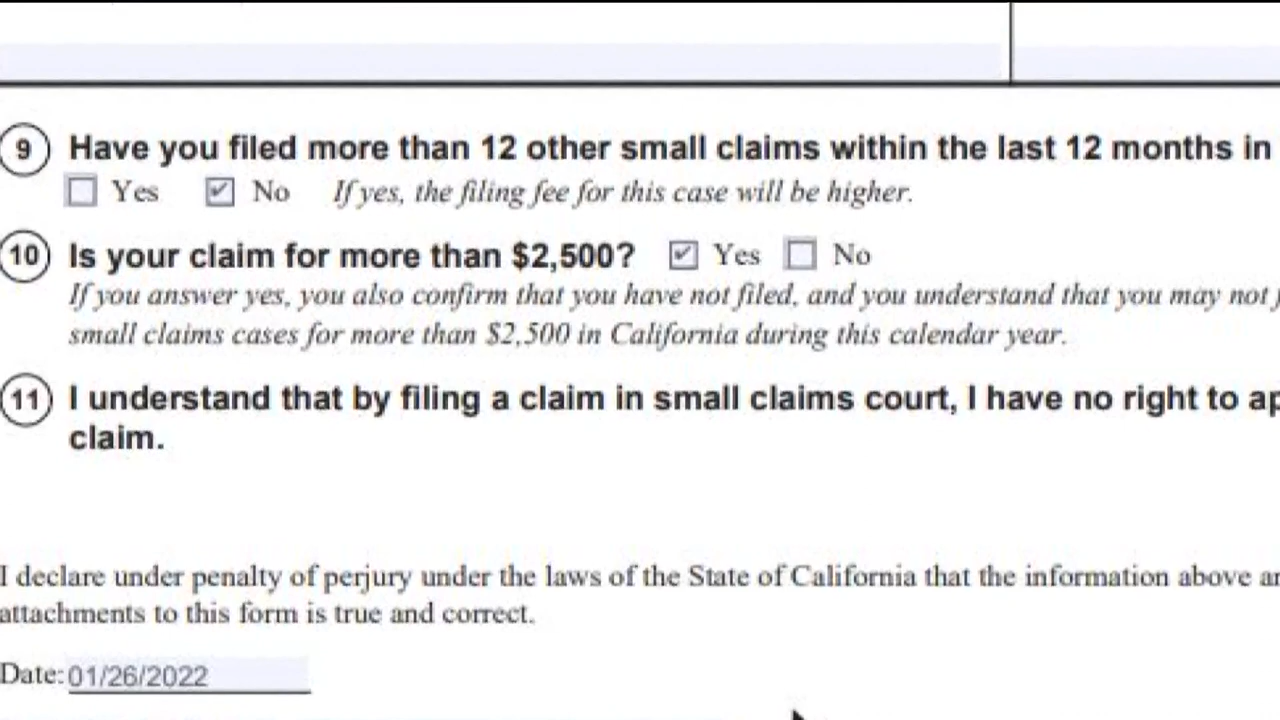 9 Have you filed more than 12 other small claims within the last 12 months in
Yes No If yes, the filing fee for this case will be higher.
10 Is your claim for more than $2,500? Yes No
If you answer yes, you also confirm that you have not filed, and you understand that you may not
small claims cases for more than $2,500 in California during this calendar year.
11 I understand that by filing a claim in small claims court, I have no right to
claim.
I declare under penalty of perjury under the laws of the State of California that the information above
attachments to this form is true and correct.
Date: 01/26/2022